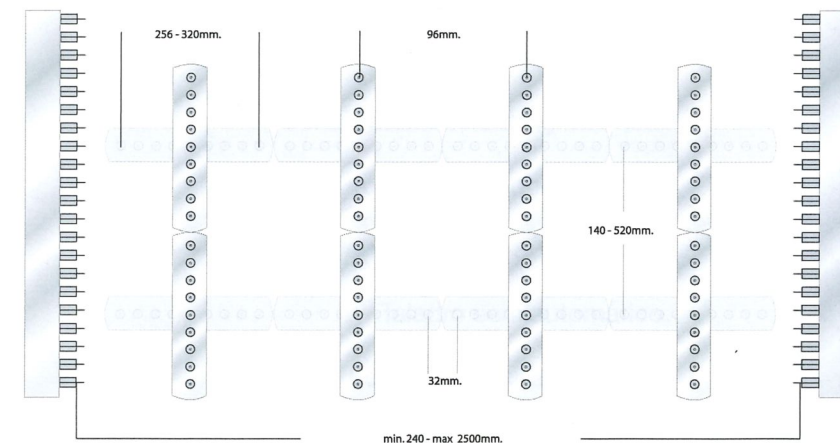 256 - 320mm.
96mm.
140 - 520mm.
32mm.
min. 240 - max 2500mm.